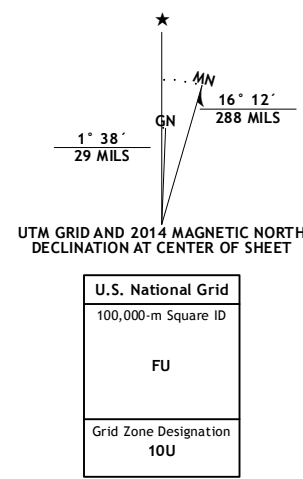 MN
GN
16° 12´
288 MILS
1° 38´
29 MILS
UTM GRID AND 2014 MAGNETIC NORTH
DECLINATION AT CENTER OF SHEET
U.S. National Grid
100,000-m Square ID
FU
Grid Zone Designation
10U